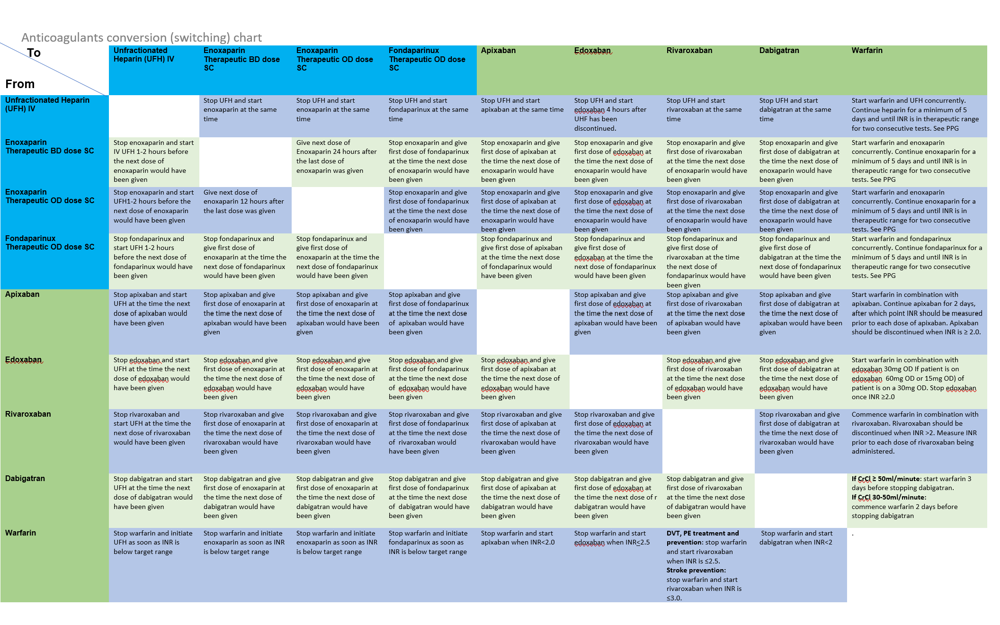 Anticoagulants conversion (switching) chart
To
From
Unfractionated
Heparin (UFH) IV
Enoxaparin
Therapeutic BD dose
SC
Enoxaparin
Therapeutic OD dose
SC
Fondaparinux
Therapeutic OD dose
SC
Apixaban
Edoxaban
Rivaroxaban
Dabigatran
Warfarin
Unfractionated Heparin
(UFH) IV
Stop UFH and start
enoxaparin at the same
time
Stop UFH and start
enoxaparin at the same
time
Stop UFH and start
fondaparinux at the same
time
Stop UFH and start
apixaban at the same time
Stop UFH and start
edoxaban 4 hours after
UHF has been
discontinued.
Stop UFH and start
rivaroxaban at the same
time
Stop UFH and start
dabigatran at the same
time
Start warfarin and UFH concurrently.
Continue heparin for a minimum of 5
days and until INR is in therapeutic range
for two consecutive tests. See PPG
Enoxaparin
Therapeutic BD dose SC
Stop enoxaparin and start
IV UFH 1-2 hours before
the next dose of
enoxaparin would have
been given
Give next dose of
Enoxaparin 24 hours after
the last dose of
enoxaparin was given
Stop enoxaparin and give
first dose of fondaparinux
at the time the next dose
of enoxaparin would have
been given
Stop enoxaparin and give
first dose of apixaban at
the time the next dose of
enoxaparin would have
been given
Stop enoxaparin and give
first dose of edoxaban at
the time the next dose of
enoxaparin would have
been given
Stop enoxaparin and give
first dose of rivaroxaban
at the time the next dose
of enoxaparin would have
been given
Stop enoxaparin and give
first dose of dabigatran at
the time the next dose of
enoxaparin would have
been given
Start warfarin and enoxaparin
concurrently. Continue enoxaparin for a
minimum of 5 days and until INR is in
therapeutic range for two consecutive
tests. See PPG
Enoxaparin
Therapeutic OD dose SC
Stop enoxaparin and start
UFH1-2 hours before the
next dose of enoxaparin
would have been given
Give next dose of
enoxaparin 12 hours after
the last dose was given
Stop enoxaparin and give
first dose of fondaparinux
at the time the next dose
of enoxaparin would have
been given
Stop enoxaparin and give
first dose of apixaban at
the time the next dose of
enoxaparin would have
been given
Stop enoxaparin and give
first dose of edoxaban at
the time the next dose of
enoxaparin would have
been given
Stop enoxaparin and give
first dose of rivaroxaban
at the time the next dose
of enoxaparin would have
been given
Stop enoxaparin and give
first dose of dabigatran at
the time the next dose of
enoxaparin would have
been given
Start warfarin and enoxaparin
concurrently. Continue enoxaparin for a
minimum of 5 days and until INR is in
therapeutic range for two consecutive
tests. See PPG
Fondaparinux
Therapeutic OD dose SC
Stop fondaparinux and
start UFH 1-2 hours
before the next dose of
fondaparinux would have
been given
Stop fondaparinux and
give first dose of
enoxaparin at the time the
next dose of fondaparinux
would have been given
Stop fondaparinux and
give first dose of
enoxaparin at the time the
next dose of fondaparinux
would have been given
Stop fondaparinux and
give first dose of apixaban
at the time the next dose
of fondaparinux would
have been given
Stop fondaparinux and
give first dose of
edoxaban at the time the
next dose of fondaparinux
would have been given
Stop fondaparinux and
give first dose of
rivaroxaban at the time
the next dose of
fondaparinux would have
been given
Stop fondaparinux and
give first dose of
dabigatran at the time the
next dose of fondaparinux
would have been given
Start warfarin and fondaparinux
concurrently. Continue fondaparinux for a
minimum of 5 days and until INR is in
therapeutic range for two consecutive
tests. See PPG
Apixaban
Stop apixaban and start
UFH at the time the next
dose of apixaban would
have been given
Stop apixaban and give
first dose of enoxaparin at
the time the next dose of
apixaban would have been
given
Stop apixaban and give
first dose of enoxaparin at
the time the next dose of
apixaban would have been
given
Stop apixaban and give
first dose of fondaparinux
at the time the next dose
of  apixaban would have
been given
Stop apixaban and give
first dose of edoxaban at
the time the next dose of
apixaban would have been
given
Stop apixaban and give
first dose of rivaroxaban
at the time the next dose
of apixaban would have
been given
Stop apixaban and give
first dose of dabigatran at
the time the next dose of
apixaban would have been
given
Start warfarin in combination with
apixaban. Continue apixaban for 2 days,
after which point INR should be measured
prior to each dose of apixaban. Apixaban
should be discontinued when INR is ≥ 2.0.
Edoxaban
Stop edoxaban and start
UFH at the time the next
dose of edoxaban would
have been given
Stop edoxaban and give
first dose of enoxaparin at
the time the next dose of
edoxaban would have
been given
Stop edoxaban and give
first dose of enoxaparin at
the time the next dose of
edoxaban would have
been given
Stop edoxaban and give
first dose of fondaparinux
at the time the next dose
of  edoxaban would have
been given
Stop edoxaban and give
first dose of apixaban at
the time the next dose of
edoxaban would have
been given
Stop edoxaban and give
first dose of rivaroxaban
at the time the next dose
of edoxaban would have
been given
Stop edoxaban and give
first dose of dabigatran at
the time the next dose of
edoxaban would have
been given
Start warfarin in combination with
edoxaban 30mg OD If patient is on
edoxaban  60mg OD or 15mg OD) of
patient is on a 30mg OD. Stop edoxaban
once INR ≥2.0
Rivaroxaban
Stop rivaroxaban and
start UFH at the time the
next dose of rivaroxaban
would have been given
Stop rivaroxaban and give
first dose of enoxaparin at
the time the next dose of
rivaroxaban would have
been given
Stop rivaroxaban and give
first dose of enoxaparin at
the time the next dose of
rivaroxaban would have
been given
Stop rivaroxaban and give
first dose of fondaparinux
at the time the next dose
of  rivaroxaban would
have been given
Stop rivaroxaban and give
first dose of apixaban at
the time the next dose of
rivaroxaban would have
been given
Stop rivaroxaban and give
first dose of edoxaban at
the time the next dose of
rivaroxaban would have
been given
Stop rivaroxaban and give
first dose of dabigatran at
the time the next dose of
rivaroxaban would have
been given
Commence warfarin in combination with
rivaroxaban. Rivaroxaban should be
discontinued when INR >2. Measure INR
prior to each dose of rivaroxaban being
administered.
Dabigatran
Stop dabigatran and start
UFH at the time the next
dose of dabigatran would
have been given
Stop dabigatran and give
first dose of enoxaparin at
the time the next dose of
dabigatran would have
been given
Stop dabigatran and give
first dose of enoxaparin at
the time the next dose of
dabigatran would have
been given
Stop dabigatran and give
first dose of fondaparinux
at the time the next dose
of  dabigatran would have
been given
Stop dabigatran and give
first dose of apixaban at
the time the next dose of
dabigatran would have
been given
Stop dabigatran and give
first dose of edoxaban at
the time the next dose of r
dabigatran would have
been given
Stop dabigatran and give
first dose of rivaroxaban
at the time the next dose
of dabigatran would have
been given
If CrCl ≥ 50ml/minute: start warfarin 3
days before stopping dabigatran.
If CrCl 30-50ml/minute:
commence warfarin 2 days before
stopping dabigatran
Warfarin
Stop warfarin and initiate
UFH as soon as INR is
below target range
Stop warfarin and initiate
enoxaparin as soon as INR
is below target range
Stop warfarin and initiate
enoxaparin as soon as INR
is below target range
Stop warfarin and initiate
fondaparinux as soon as
INR is below target range
Stop warfarin and start
apixaban when INR<2.0
Stop warfarin and start
edoxaban when INR≤2.5
DVT, PE treatment and
prevention: stop warfarin
and start rivaroxaban
when INR is ≤2.5.
Stroke prevention:
stop warfarin and start
rivaroxaban when INR is
≤3.0.
Stop warfarin and start
dabigatran when INR<2
.